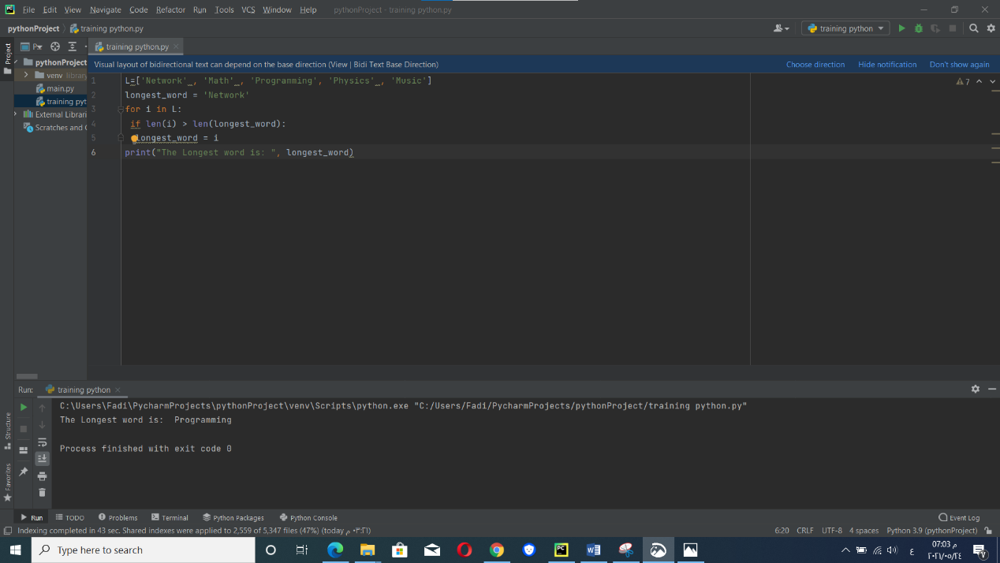 File Edit View Navigate Code Refactor Run Tools VCS Window Help pythonProject - training python.py
pythonProject training python.py training python
Project
training python.py
pythonProject
venv library
main.py
training pyt
External Librari
Scratches and
Visual layout of bidirectional text can depend on the base direction (View | Bidi Text Base Direction) Choose direction Hide notification Don't show again
1 L=['Network', 'Math', 'Programming', 'Physics', 'Music'] 7
2 longest_word = 'Network'
3 for i in L:
4 if len(i) > len(longest_word):
5 longest_word = i
6 print("The Longest word is: ", longest_word)
Run: training python
C:\Users\Fadi\PycharmProjects\pythonProject\venv\Scripts\python.exe "C:/Users/Fadi/PycharmProjects/pythonProject/training python.py"
The Longest word is:  Programming
Process finished with exit code 0
Structure
Favorites
Run TODO Problems Terminal Python Packages Python Console Event Log
Indexing completed in 43 sec. Shared indexes were applied to 2,559 of 5,347 files (47%) 6:20 CRLF UTF-8 4 spaces Python 3.9 (pythonProject)
Type here to search
ع
07:03 م
٢٠٢١/٠٥/٢٤